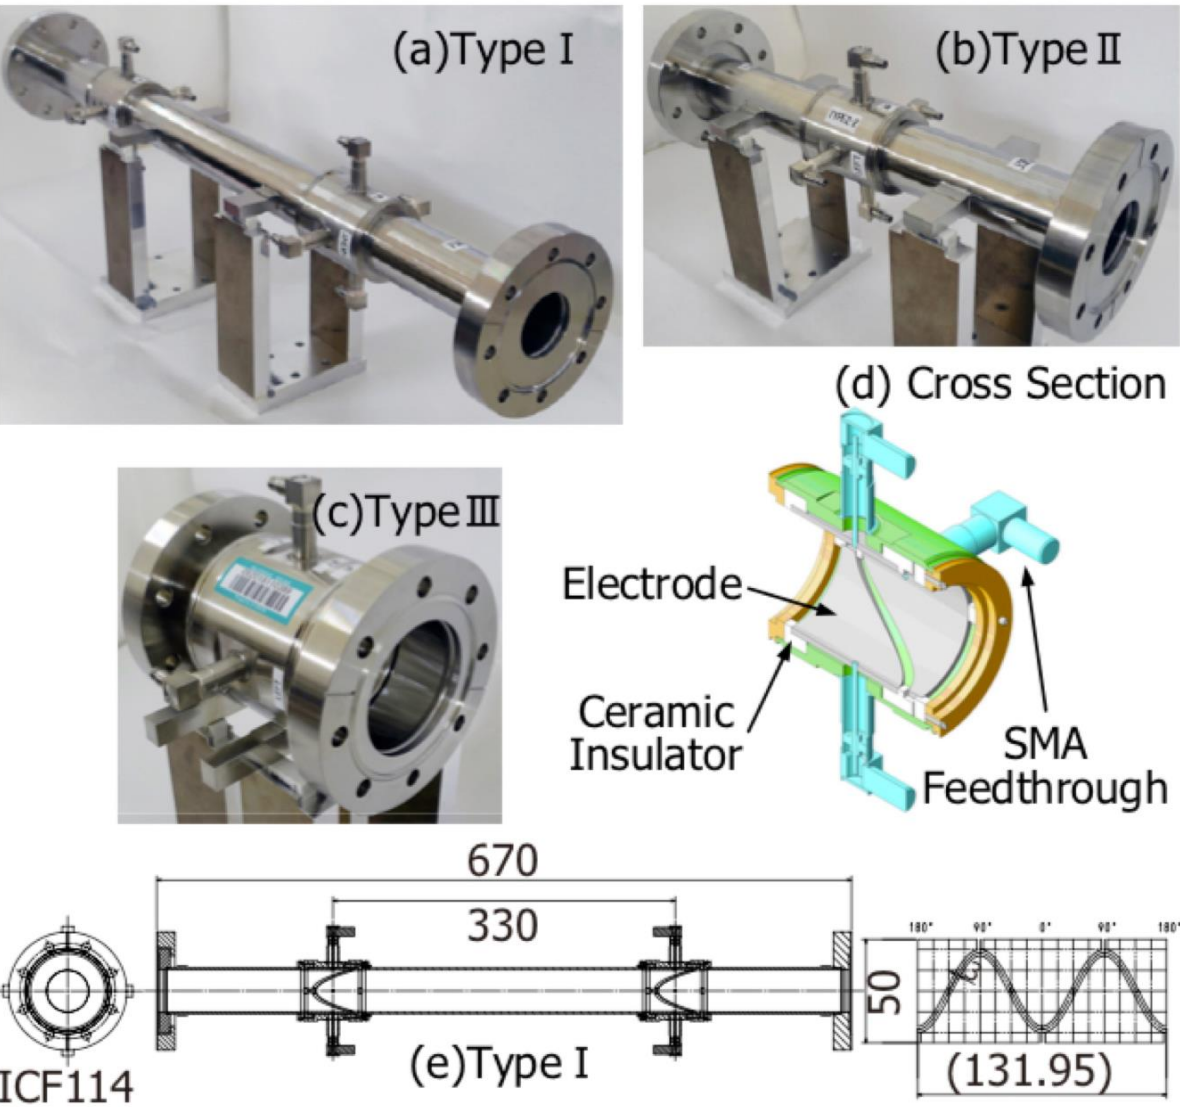 (a)Type Ⅰ
(b)Type Ⅱ
(c)Type Ⅲ
(d) Cross Section
Electrode
Ceramic
Insulator
SMA
Feedthrough
670
330
180° 90° 0° 90° 180°
50
(131.95)
(e)Type Ⅰ
ICF114